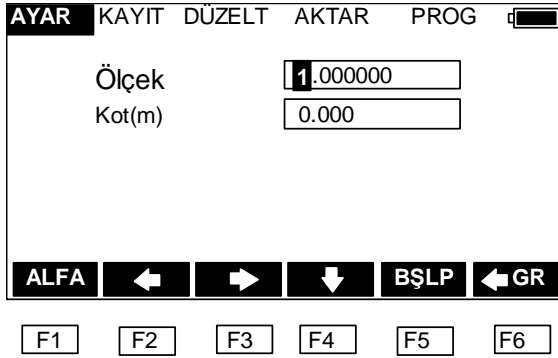 AYAR KAYIT DÜZELT AKTAR PROG
Ölçek 1.000000
Kot(m) 0.000
ALFA BŞLP GR
F1 F2 F3 F4 F5 F6